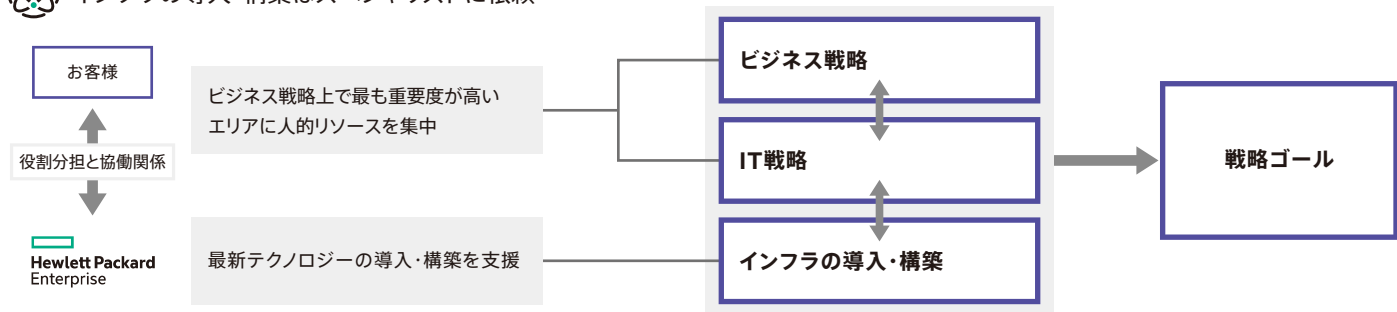 お客様
役割分担と協働関係
Hewlett Packard
Enterprise
ビジネス戦略上で最も重要度が高い
エリアに人的リソースを集中
最新テクノロジーの導入・構築を支援
ビジネス戦略
IT戦略
インフラの導入・構築
戦略ゴール